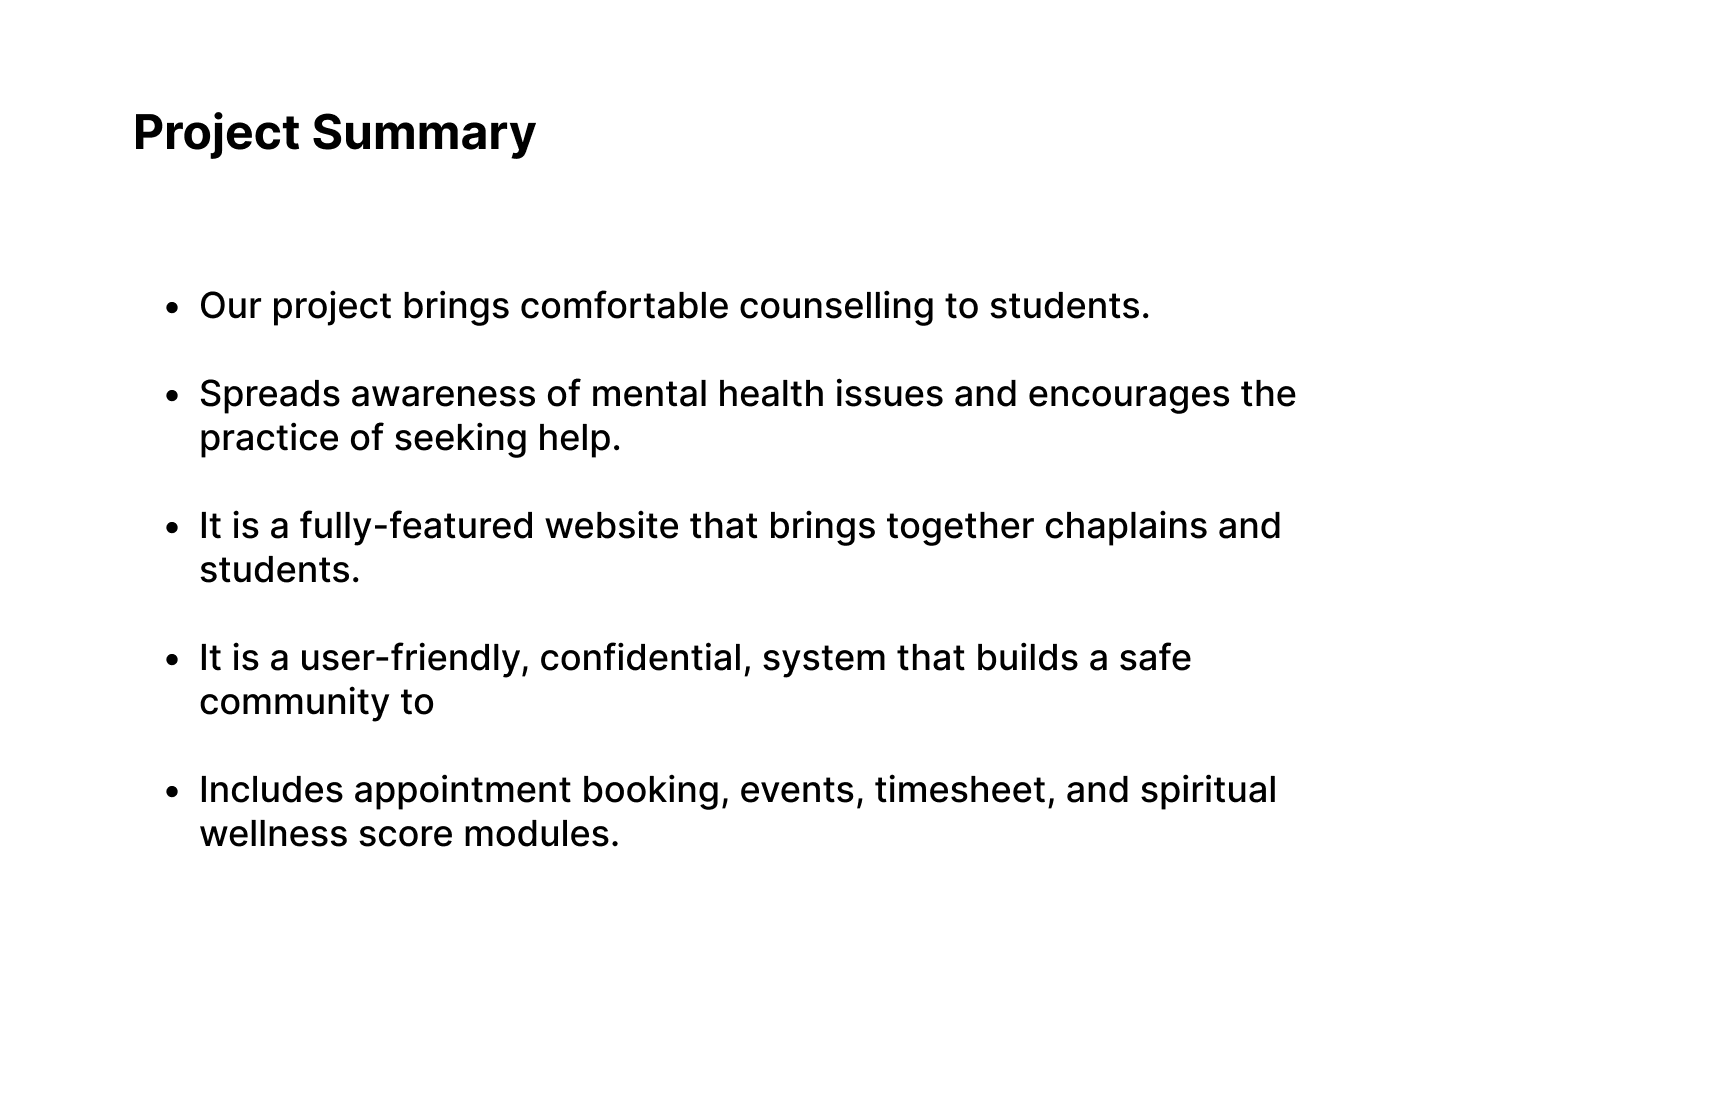 Project Summary
• Our project brings comfortable counselling to students.
• Spreads awareness of mental health issues and encourages the
practice of seeking help.
• It is a fully-featured website that brings together chaplains and
students.
• It is a user-friendly, confidential, system that builds a safe
community to
• Includes appointment booking, events, timesheet, and spiritual
wellness score modules.